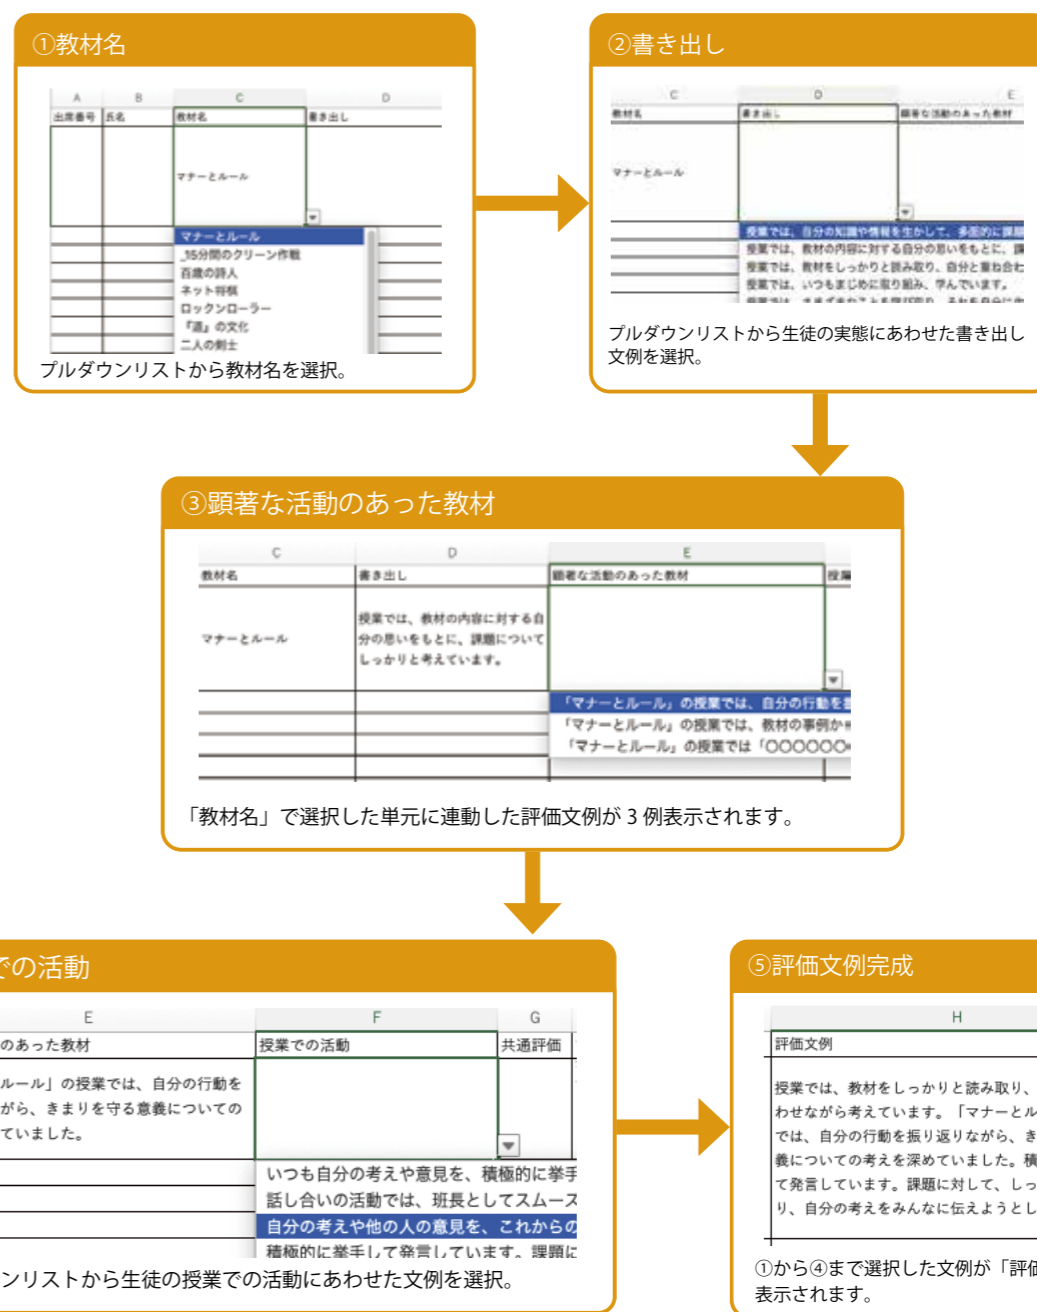 ①教材名
A B C D
出席番号 氏名 教材名 書き出し
マナーとルール
マナーとルール
_15分間のクリーン作戦
百歳の詩人
ネット将棋
ロックンローラー
『道』の文化
二人の剣士
プルダウンリストから教材名を選択。
②書き出し
C D E
教材名 書き出し 顕著な活動のあった教材
マナーとルール
授業では、自分の知識や情報を生かして、多面的に課題
授業では、教材の内容に対する自分の思いをもとに、課
授業では、教材をしっかりと読み取り、自分と重ね合わ
授業では、いつもまじめに取り組み、学んでいます。
プルダウンリストから生徒の実態にあわせた書き出し
文例を選択。
③顕著な活動のあった教材
C D E
教材名 書き出し 顕著な活動のあった教材 授業
マナーとルール
授業では、教材の内容に対する自
分の思いをもとに、課題について
しっかりと考えています。
「マナーとルール」の授業では、自分の行動を
「マナーとルール」の授業では、教材の事例か
「マナーとルール」の授業では「○○○○○○
「教材名」で選択した単元に連動した評価文例が 3 例表示されます。
での活動
E F G
のあった教材 授業での活動 共通評価
ルール」の授業では、自分の行動を
がら、きまりを守る意義についての
ていました。
いつも自分の考えや意見を、積極的に挙手
話し合いの活動では、班長としてスムース
自分の考えや他の人の意見を、これからの
積極的に挙手して発言しています。課題に
ンリストから生徒の授業での活動にあわせた文例を選択。
⑤評価文例完成
H
評価文例
授業では、教材をしっかりと読み取り、
わせながら考えています。「マナーとル
では、自分の行動を振り返りながら、き
義についての考えを深めていました。積
て発言しています。課題に対して、しっ
り、自分の考えをみんなに伝えようとし
①から④まで選択した文例が「評価
表示されます。